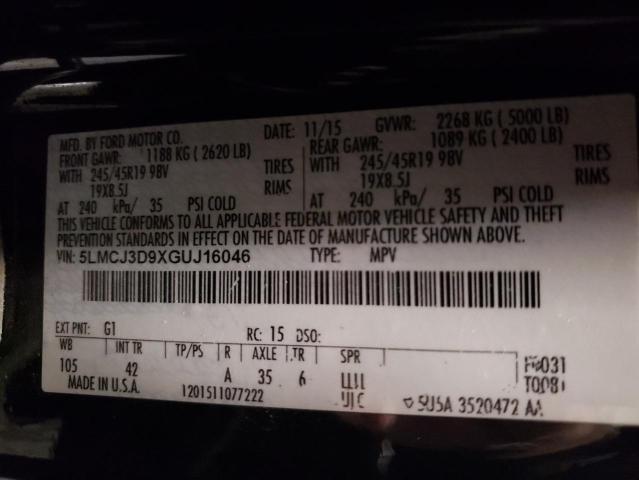 MFD. BY FORD MOTOR CO.
DATE: 11/15 GVWR: 2268 KG ( 5000 LB)
FRONT GAWR: 1188 KG ( 2620 LB) REAR GAWR: 1089 KG ( 2400 LB)
WITH 245/45R19 98V TIRES WITH 245/45R19 98V TIRES
19X8.5J RIMS 19X8.5J RIMS
AT 240 kPa/ 35 PSI COLD AT 240 kPa/ 35 PSI COLD
THIS VEHICLE CONFORMS TO ALL APPLICABLE FEDERAL MOTOR VEHICLE SAFETY AND THEFT
PREVENTION STANDARDS IN EFFECT ON THE DATE OF MANUFACTURE SHOWN ABOVE.
VIN: 5LMCJ3D9XGUJ16046 TYPE: MPV
EXT PNT: G1 RC: 15 DSO:
WB INT TR TP/PS R AXLE TR SPR
105 42 A 35 6
MADE IN U.S.A.
1201511077222
5U5A 3520472 AA